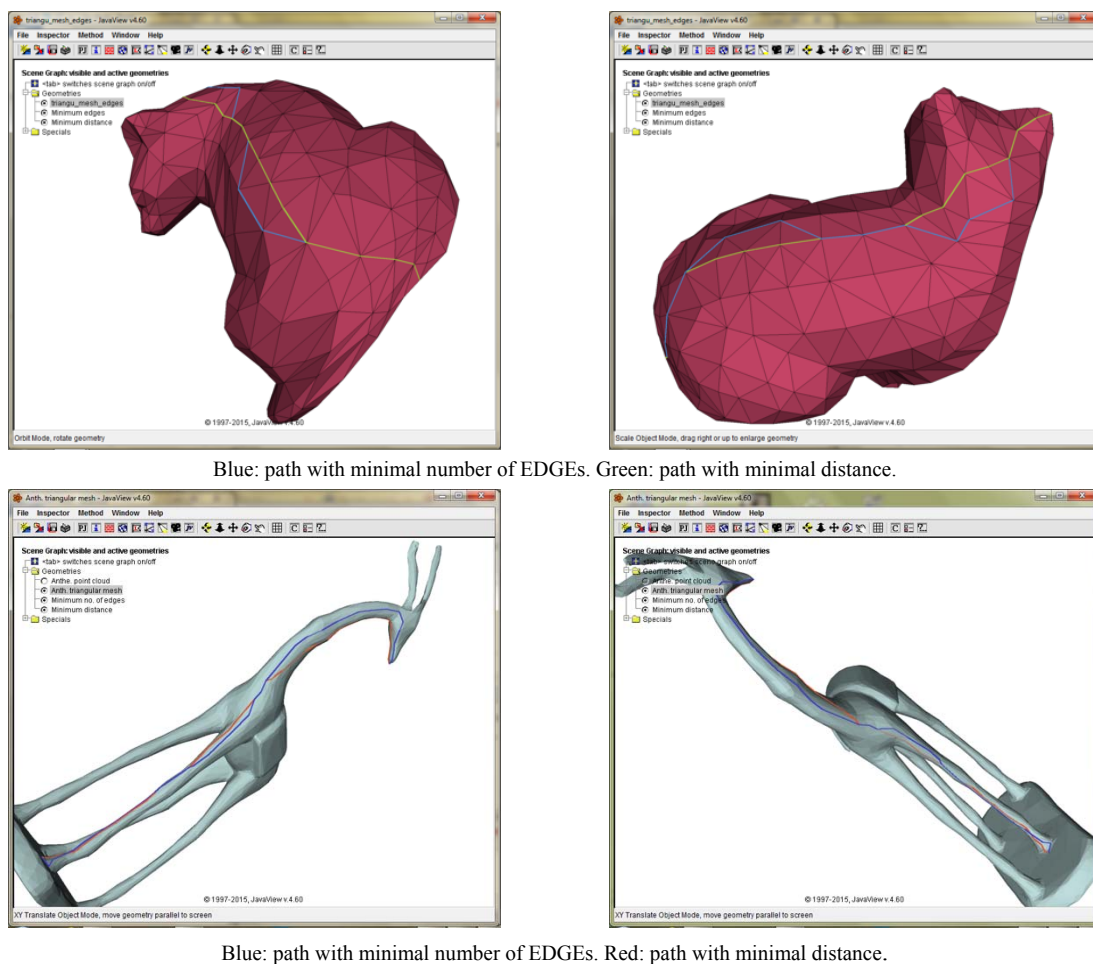 triangu_mesh_edges - JavaView v4.60
File Inspector Method Window Help
Scene Graph: visible and active geometries
<tab> switches scene graph on/off
Geometries
triangu_mesh_edges
Minimum edges
Minimum distance
Specials
© 1997-2015, JavaView v.4.60
Orbit Mode, rotate geometry
triangu_mesh_edges - JavaView v4.60
File Inspector Method Window Help
Scene Graph: visible and active geometries
<tab> switches scene graph on/off
Geometries
triangu_mesh_edges
Minimum edges
Minimum distance
Specials
© 1997-2015, JavaView v.4.60
Scale Object Mode, drag right or up to enlarge geometry
Blue: path with minimal number of EDGEs. Green: path with minimal distance.
Anth. triangular mesh - JavaView v4.60
File Inspector Method Window Help
Scene Graph: visible and active geometries
<tab> switches scene graph on/off
Geometries
Anthe. point cloud
Anth. triangular mesh
Minimum no. of edges
Minimum distance
Specials
© 1997-2015, JavaView v.4.60
XY Translate Object Mode, move geometry parallel to screen
Anth. triangular mesh - JavaView v4.60
File Inspector Method Window Help
Scene Graph: visible and active geometries
<tab> switches scene graph on/off
Geometries
Anthe. point cloud
Anth. triangular mesh
Minimum no. of edges
Minimum distance
Specials
© 1997-2015, JavaView v.4.60
XY Translate Object Mode, move geometry parallel to screen
Blue: path with minimal number of EDGEs. Red: path with minimal distance.